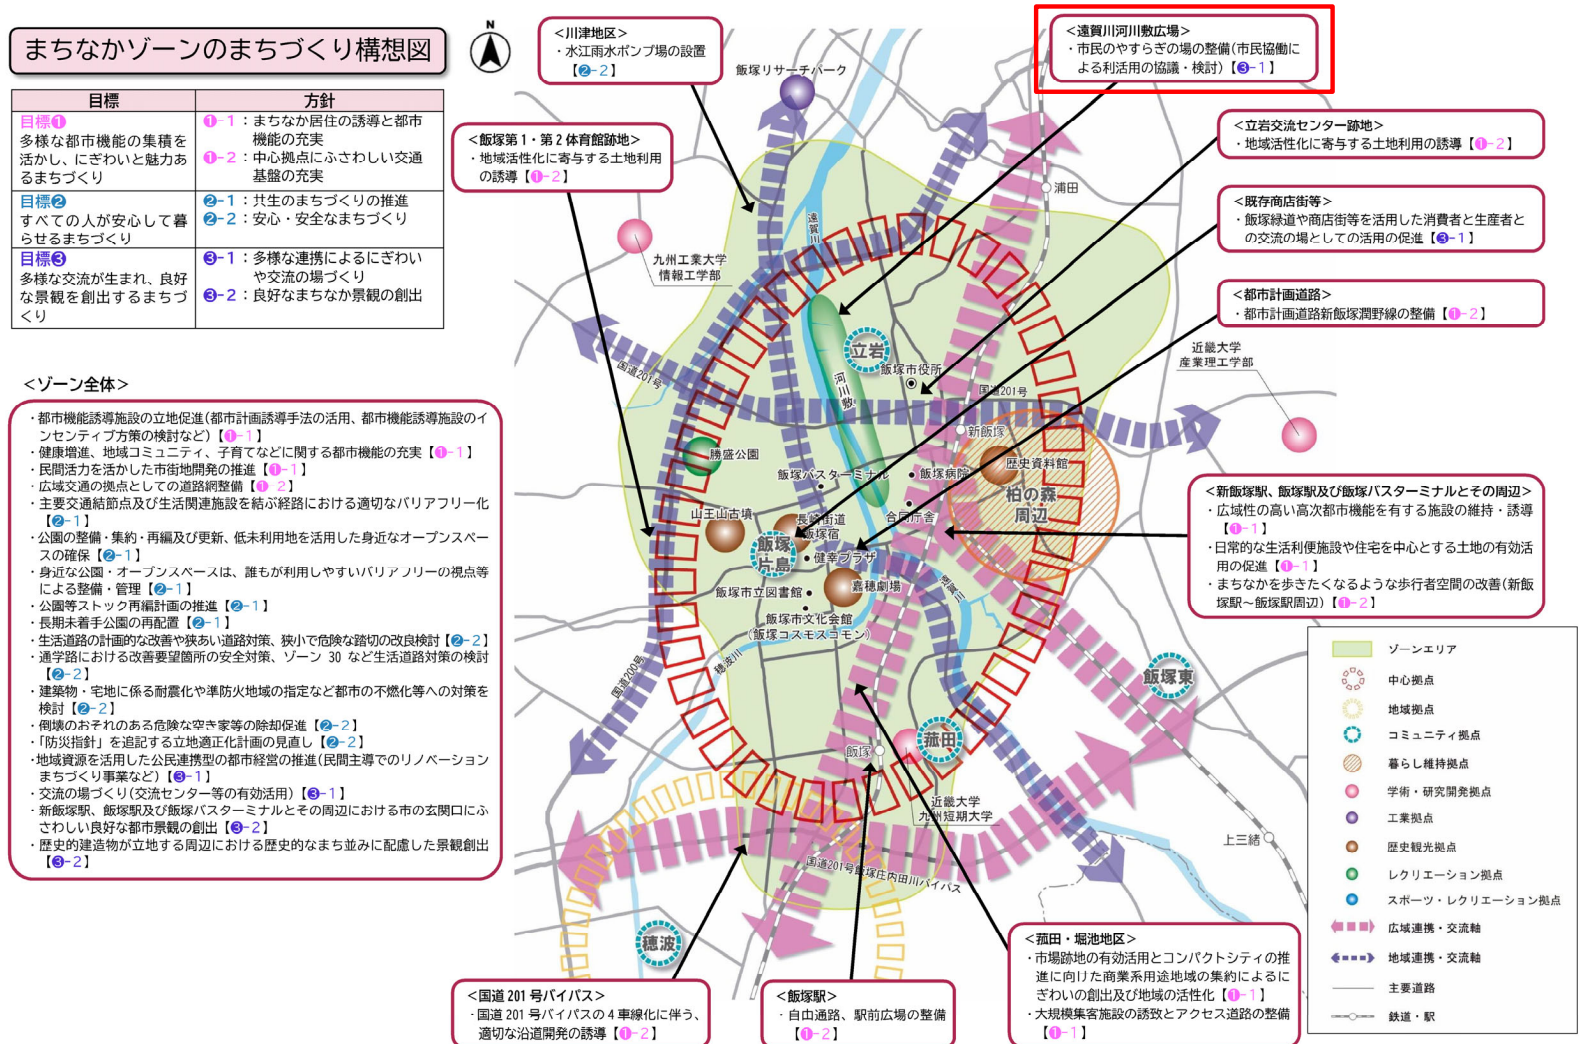 まちなかゾーンのまちづくり構想図
N
目標
方針
目標❶
多様な都市機能の集積を
活かし、にぎわいと魅力あ
るまちづくり
❶-1：まちなか居住の誘導と都市
機能の充実
❶-2：中心拠点にふさわしい交通
基盤の充実
目標❷
すべての人が安心して暮
らせるまちづくり
❷-1：共生のまちづくりの推進
❷-2：安心・安全なまちづくり
目標❸
多様な交流が生まれ、良好
な景観を創出するまちづ
くり
❸-1：多様な連携によるにぎわい
や交流の場づくり
❸-2：良好なまちなか景観の創出
＜ゾーン全体＞
・都市機能誘導施設の立地促進(都市計画誘導手法の活用、都市機能誘導施設のイ
ンセンティブ方策の検討など)【❶-1】
・健康増進、地域コミュニティ、子育てなどに関する都市機能の充実【❶-1】
・民間活力を活かした市街地開発の推進【❶-1】
・広域交通の拠点としての道路網整備【❶-2】
・主要交通結節点及び生活関連施設を結ぶ経路における適切なバリアフリー化
【❷-1】
・公園の整備・集約・再編及び更新、低未利用地を活用した身近なオープンスペー
スの確保【❷-1】
・身近な公園・オープンスペースは、誰もが利用しやすいバリアフリーの視点等
による整備・管理【❷-1】
・公園等ストック再編計画の推進【❷-1】
・長期未着手公園の再配置【❷-1】
・生活道路の計画的な改善や狭あい道路対策、狭小で危険な踏切の改良検討【❷-2】
・通学路における改善要望箇所の安全対策、ゾーン 30 など生活道路対策の検討
【❷-2】
・建築物・宅地に係る耐震化や準防火地域の指定など都市の不燃化等への対策を
検討【❷-2】
・倒壊のおそれのある危険な空き家等の除却促進【❷-2】
・「防災指針」を追記する立地適正化計画の見直し【❷-2】
・地域資源を活用した公民連携型の都市経営の推進(民間主導でのリノベーション
まちづくり事業など)【❸-1】
・交流の場づくり(交流センター等の有効活用)【❸-1】
・新飯塚駅、飯塚駅及び飯塚バスターミナルとその周辺における市の玄関口にふ
さわしい良好な都市景観の創出【❸-2】
・歴史的建造物が立地する周辺における歴史的なまち並みに配慮した景観創出
【❸-2】
＜川津地区＞
・水江雨水ポンプ場の設置
【❷-2】
＜飯塚第1・第2体育館跡地＞
・地域活性化に寄与する土地利用
の誘導【❶-2】
＜遠賀川河川敷広場＞
・市民のやすらぎの場の整備(市民協働に
よる利活用の協議・検討)【❸-1】
＜立岩交流センター跡地＞
・地域活性化に寄与する土地利用の誘導【❶-2】
＜既存商店街等＞
・飯塚緑道や商店街等を活用した消費者と生産者と
の交流の場としての活用の促進【❸-1】
＜都市計画道路＞
・都市計画道路新飯塚潤野線の整備【❶-2】
飯塚リサーチパーク
浦田
九州工業大学
情報工学部
遠賀川
国道201号
立岩
飯塚市役所
河川敷
国道201号
近畿大学
産業理工学部
新飯塚
勝盛公園
飯塚バスターミナル
飯塚病院
歴史資料館
柏の森
周辺
山王山古墳
長崎街道
飯塚宿
合同庁舎
飯塚
片島
健幸プラザ
嘉穂劇場
飯塚市立図書館
飯塚市文化会館
(飯塚コスモスコモン)
穂波川
遠賀川
国道200号
飯塚東
菰田
飯塚
近畿大学
九州短期大学
上三緒
国道201号飯塚庄内田川バイパス
穂波
＜新飯塚駅、飯塚駅及び飯塚バスターミナルとその周辺＞
・広域性の高い高次都市機能を有する施設の維持・誘導
【❶-1】
・日常的な生活利便施設や住宅を中心とする土地の有効活
用の促進【❶-1】
・まちなかを歩きたくなるような歩行者空間の改善(新飯
塚駅～飯塚駅周辺)【❶-2】
＜国道201号バイパス＞
・国道201号バイパスの4車線化に伴う、
適切な沿道開発の誘導【❶-2】
＜飯塚駅＞
・自由通路、駅前広場の整備
【❶-2】
＜菰田・堀池地区＞
・市場跡地の有効活用とコンパクトシティの推
進に向けた商業系用途地域の集約によるに
ぎわいの創出及び地域の活性化【❶-1】
・大規模集客施設の誘致とアクセス道路の整備
【❶-1】
ゾーンエリア
中心拠点
地域拠点
コミュニティ拠点
暮らし維持拠点
学術・研究開発拠点
工業拠点
歴史観光拠点
レクリエーション拠点
スポーツ・レクリエーション拠点
広域連携・交流軸
地域連携・交流軸
主要道路
鉄道・駅